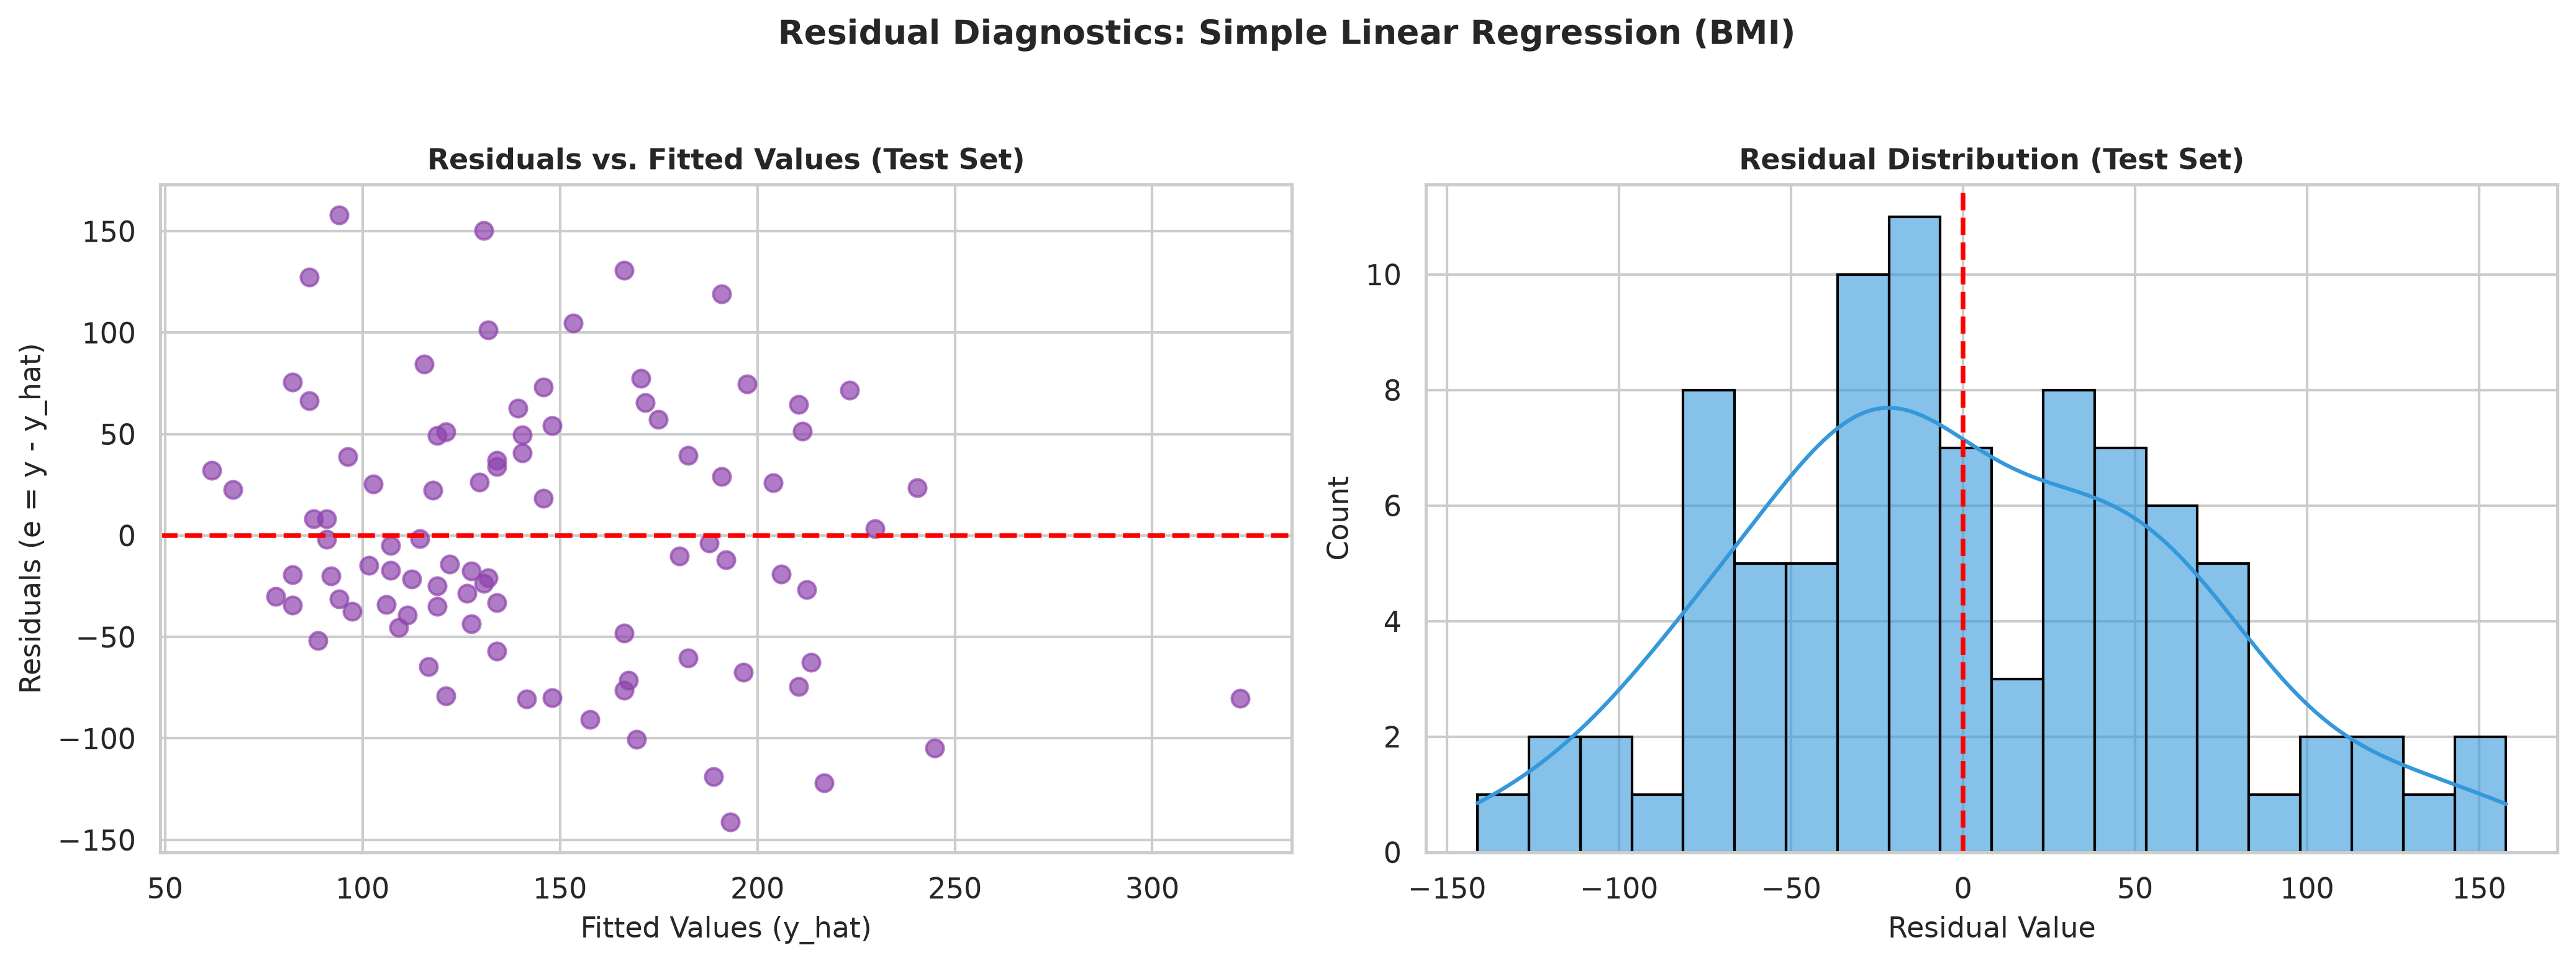 Residual Diagnostics: Simple Linear Regression (BMI)
Residuals vs. Fitted Values (Test Set)
Residuals (e = y - y_hat)
150
100
50
0
−50
−100
−150
50 100 150 200 250 300
Fitted Values (y_hat)
Residual Distribution (Test Set)
Count
10
8
6
4
2
0
−150 −100 −50 0 50 100 150
Residual Value